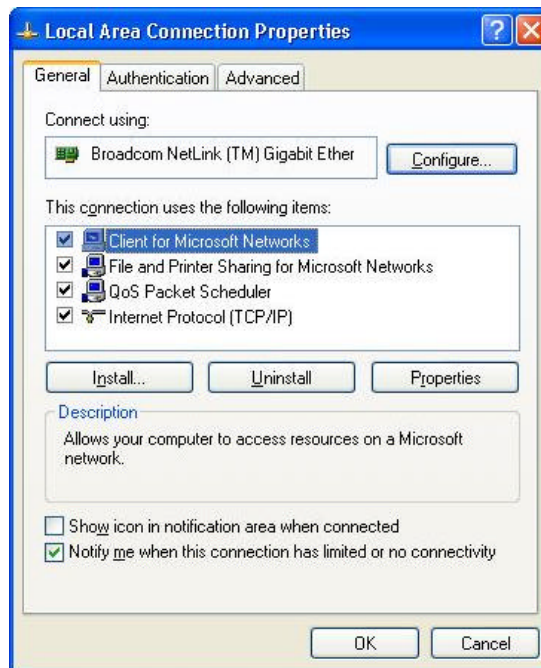 Local Area Connection Properties
General Authentication Advanced
Connect using:
Broadcom NetLink (TM) Gigabit Ether
Configure...
This connection uses the following items:
Client for Microsoft Networks
File and Printer Sharing for Microsoft Networks
QoS Packet Scheduler
Internet Protocol (TCP/IP)
Install... Uninstall Properties
Description
Allows your computer to access resources on a Microsoft
network.
Show icon in notification area when connected
Notify me when this connection has limited or no connectivity
OK Cancel